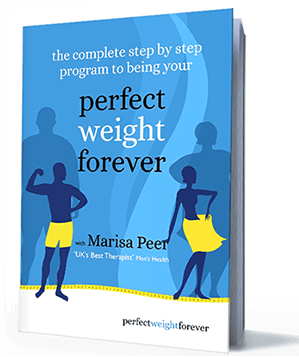 the complete step by step
program to being your
perfect
weight
forever
with Marisa Peer
'UK's Best Therapist' Men's Health
perfectweightforever